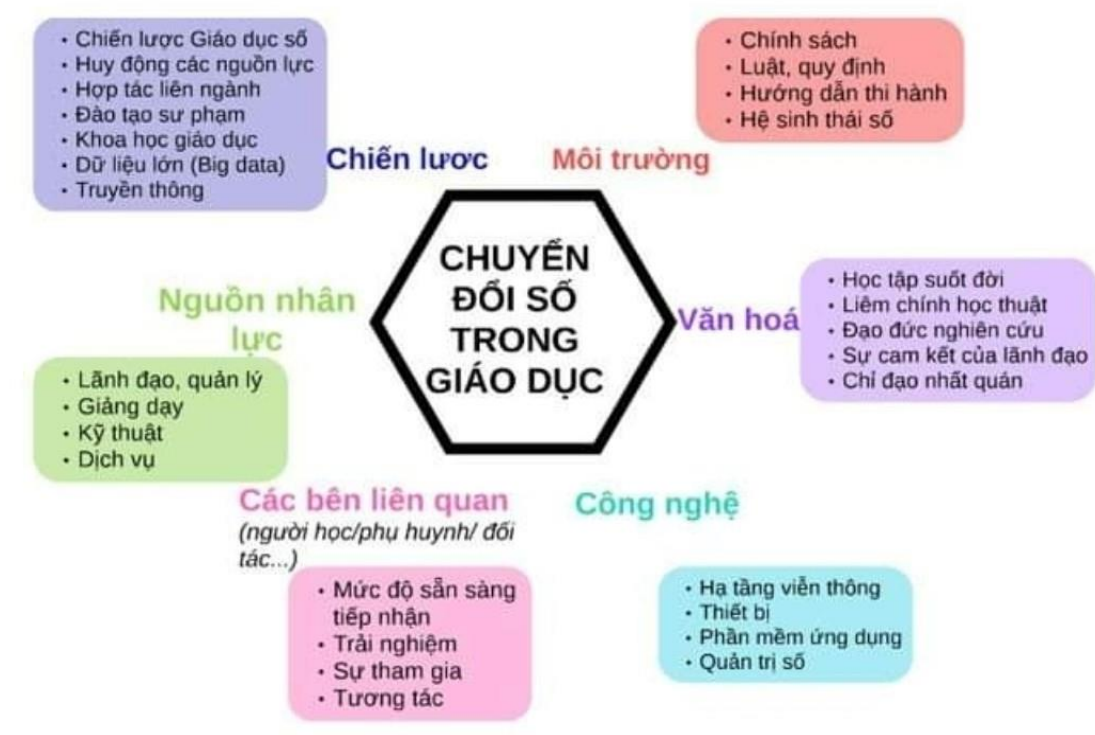 • Chiến lược Giáo dục số
• Huy động các nguồn lực
• Hợp tác liên ngành
• Đào tạo sư phạm
• Khoa học giáo dục
• Dữ liệu lớn (Big data)
• Truyền thông
Chiến lươc
Môi trường
• Chính sách
• Luật, quy định
• Hướng dẫn thi hành
• Hệ sinh thái số
CHUYỂN
ĐỔI SỐ
TRONG
GIÁO DỤC
Văn hoá
• Học tập suốt đời
• Liêm chính học thuật
• Đạo đức nghiên cứu
• Sự cam kết của lãnh đạo
• Chỉ đạo nhất quán
Nguồn nhân
lực
• Lãnh đạo, quản lý
• Giảng dạy
• Kỹ thuật
• Dịch vụ
Các bên liên quan
(người học/phụ huynh/ đối
tác...)
• Mức độ sẵn sàng
tiếp nhận
• Trải nghiệm
• Sự tham gia
• Tương tác
Công nghệ
• Hạ tầng viễn thông
• Thiết bị
• Phần mềm ứng dụng
• Quản trị số